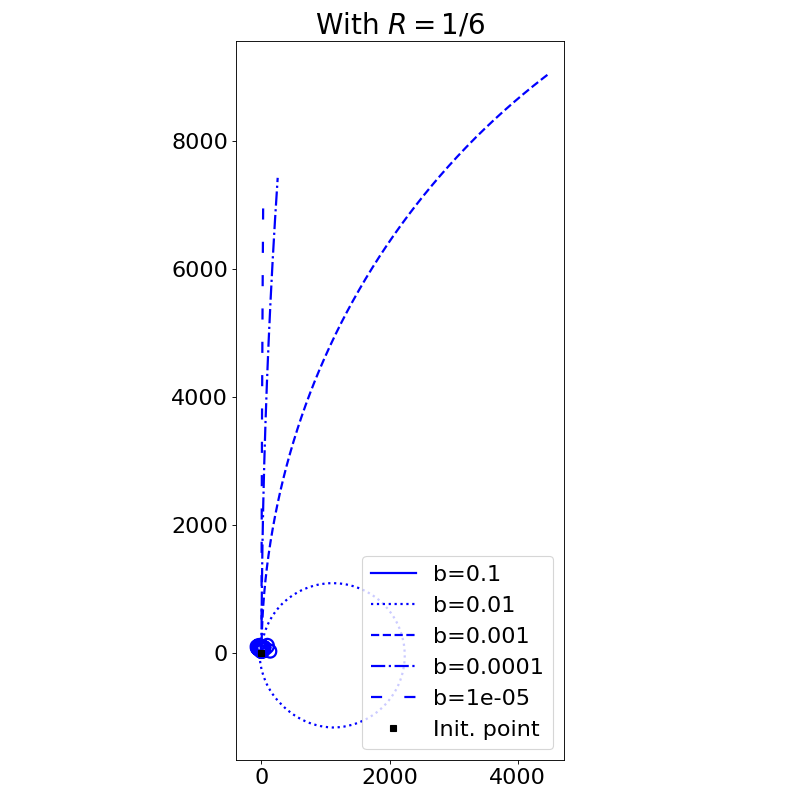 With R = 1/6
8000
6000
4000
2000
0
b=0.1
b=0.01
b=0.001
b=0.0001
b=1e-05
Init. point
0 2000 4000